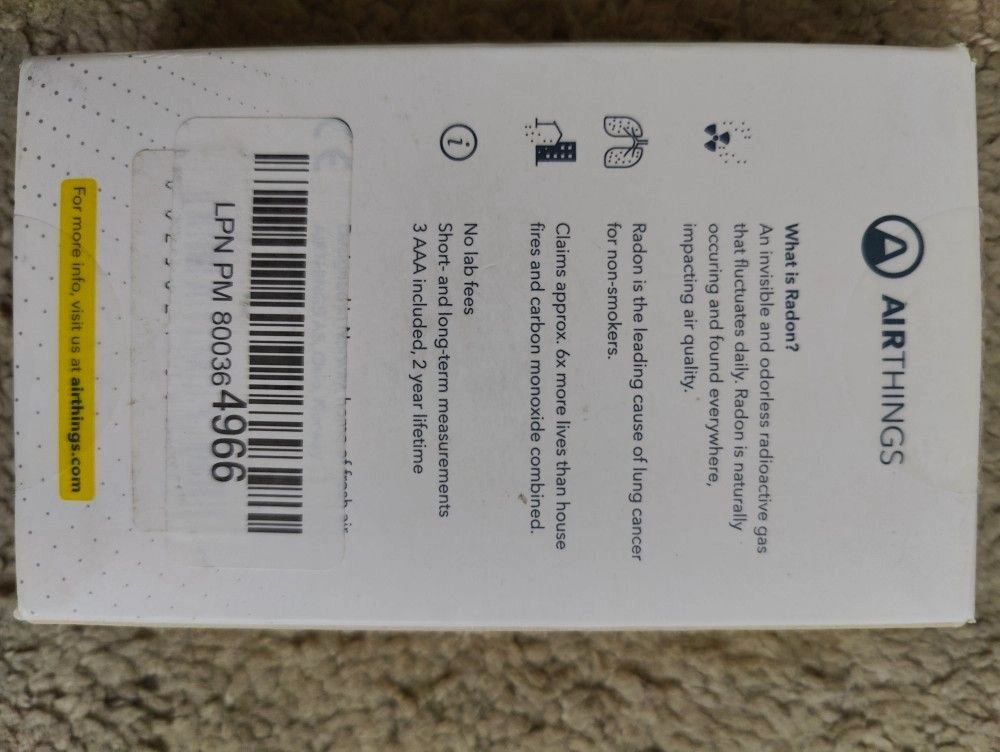 AIRTHINGS
What is Radon?
An invisible and odorless radioactive gas
that fluctuates daily. Radon is naturally
occuring and found everywhere,
impacting air quality.
Radon is the leading cause of lung cancer
for non-smokers.
Claims approx. 6x more lives than house
fires and carbon monoxide combined.
No lab fees
Short- and long-term measurements
3 AAA included, 2 year lifetime
of fresh air
LPN PM 80036 4966
For more info, visit us at airthings.com